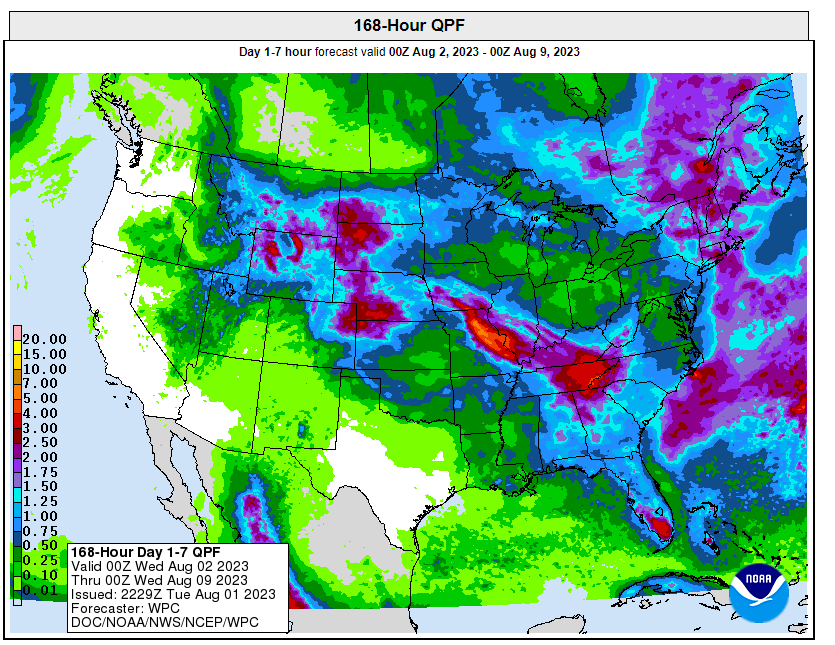 168-Hour QPF
Day 1-7 hour forecast valid 00Z Aug 2, 2023 - 00Z Aug 9, 2023
20.00
15.00
10.00
7.00
5.00
4.00
3.00
2.50
2.00
1.75
1.50
1.25
1.00
0.75
0.50
0.25
0.10
0.01
168-Hour Day 1-7 QPF
Valid 00Z Wed Aug 02 2023
Thru 00Z Wed Aug 09 2023
Issued: 2229Z Tue Aug 01 2023
Forecaster: WPC
DOC/NOAA/NWS/NCEP/WPC
NOAA